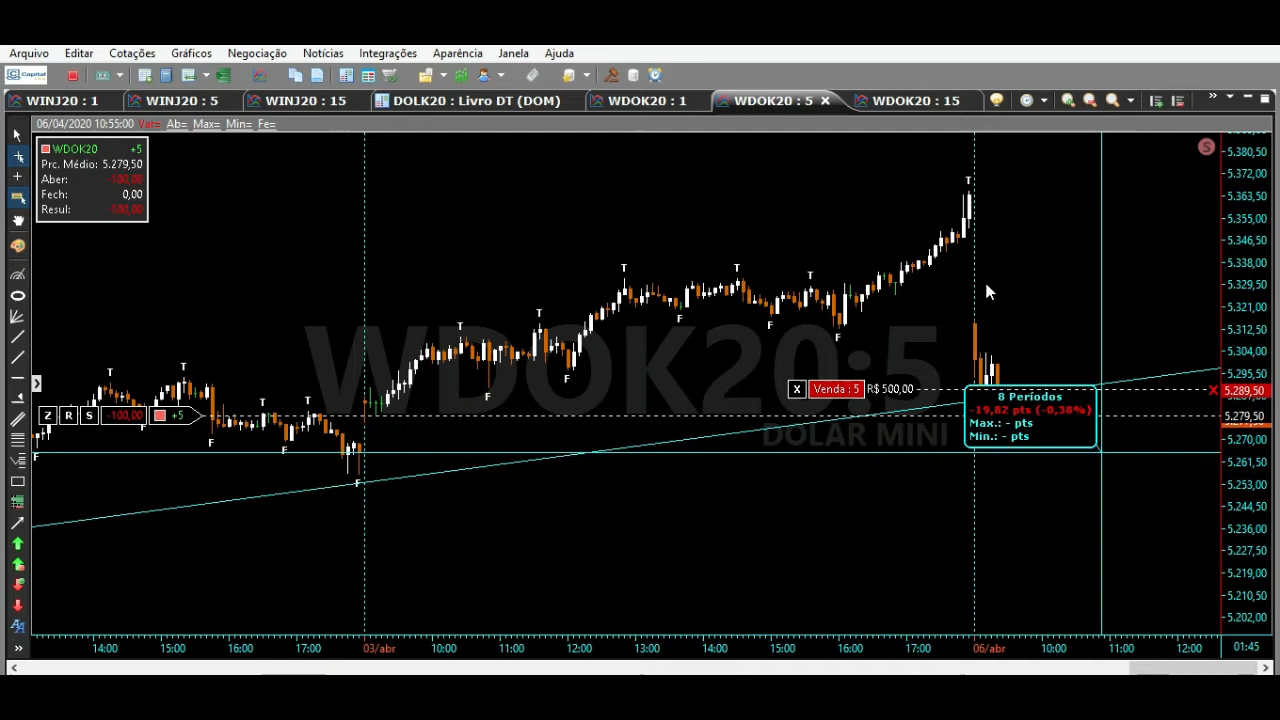 Arquivo Editar Cotações Gráficos Negociação Notícias Integrações Aparência Janela Ajuda
Capital
WINJ20 : 1 WINJ20 : 5 WINJ20 : 15 DOLK20 : Livro DT (DOM) WDOK20 : 1 WDOK20 : 5 WDOK20 : 15
06/04/2020 10:55:00 Var= Ab= Max= Min= Fe=
WDOK20 +5
Prc. Médio: 5.279,50
Aber: -100,00
Fech: 0,00
Resul: -100,00
S
5.380,50
5.372,00
5.363,50
5.355,00
5.346,50
5.338,00
5.329,50
5.321,00
5.312,50
5.304,00
5.295,50
5.289,50
5.279,50
5.270,00
5.261,50
5.253,00
5.244,50
5.236,00
5.227,50
5.219,00
5.210,50
5.202,00
WDOK20:5
DOLAR MINI
T T T T T T T T T T
F F F F F F F F F F
X Venda : 5 R$ 500,00
Z R S -100,00 +5
8 Períodos
-19,82 pts (-0,38%)
Max.: - pts
Min.: - pts
14:00 15:00 16:00 17:00 03/abr 10:00 11:00 12:00 13:00 14:00 15:00 16:00 17:00 06/abr 10:00 11:00 12:00 01:45